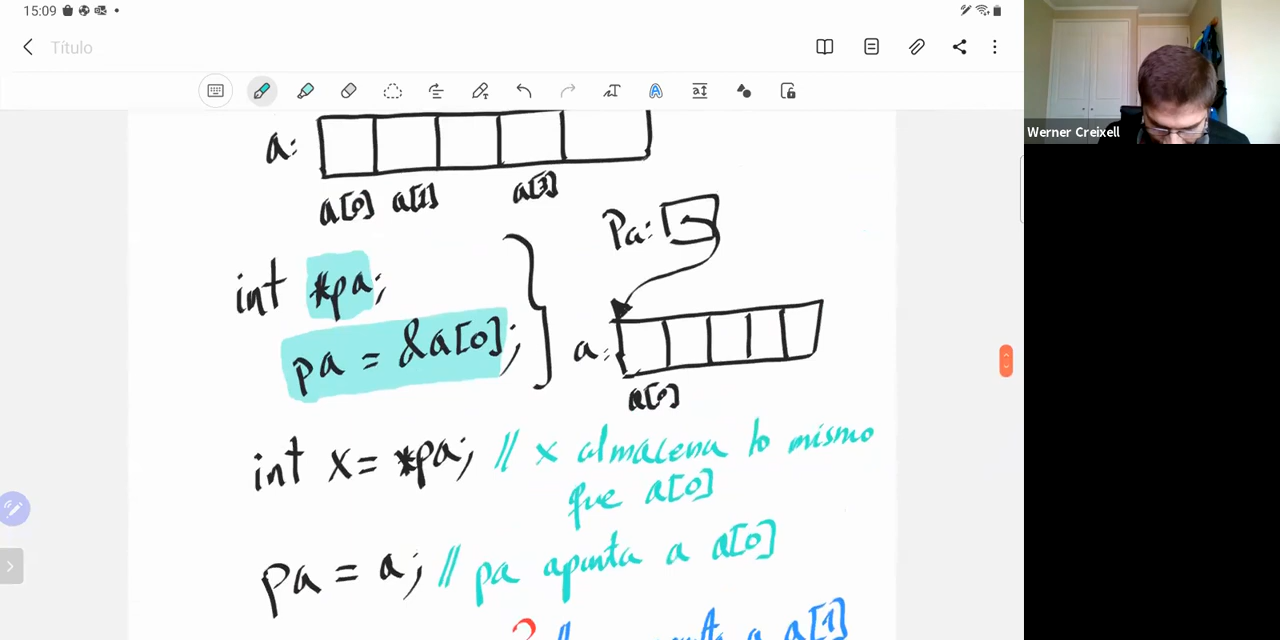 15:09
Título
a:
a[0] a[1] a[3]
Pa:
int *pa;
pa = &a[0];
a:
a[0]
int x = *pa; // x almacena lo mismo
que a[0]
pa = a; // pa apunta a a[0]
? // a a[1]
Werner Creixell